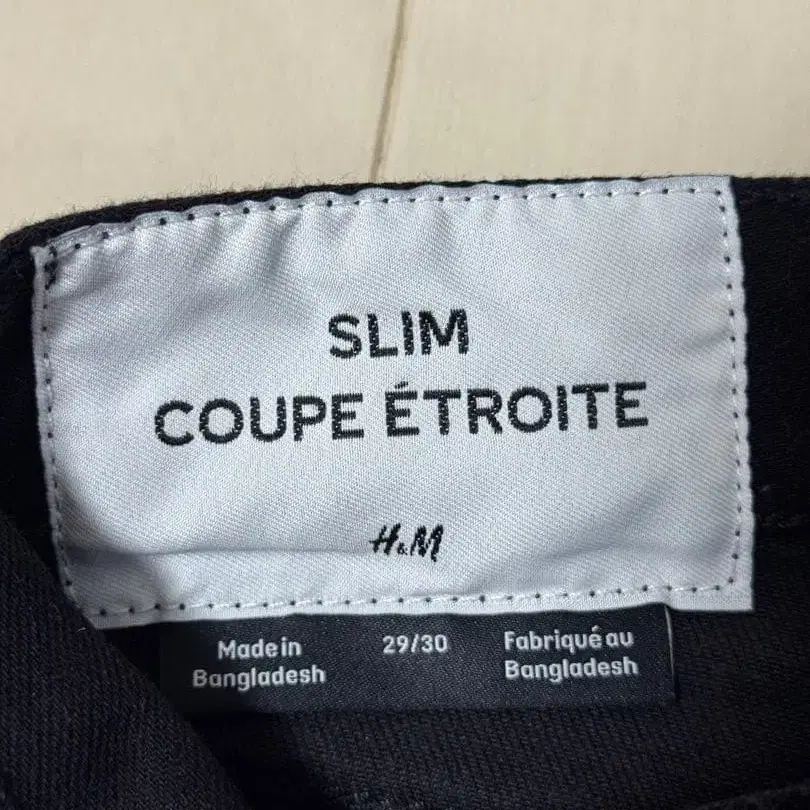 SLIM
COUPE ÉTROITE
H&M
Made in
Bangladesh
29/30
Fabriqué au
Bangladesh